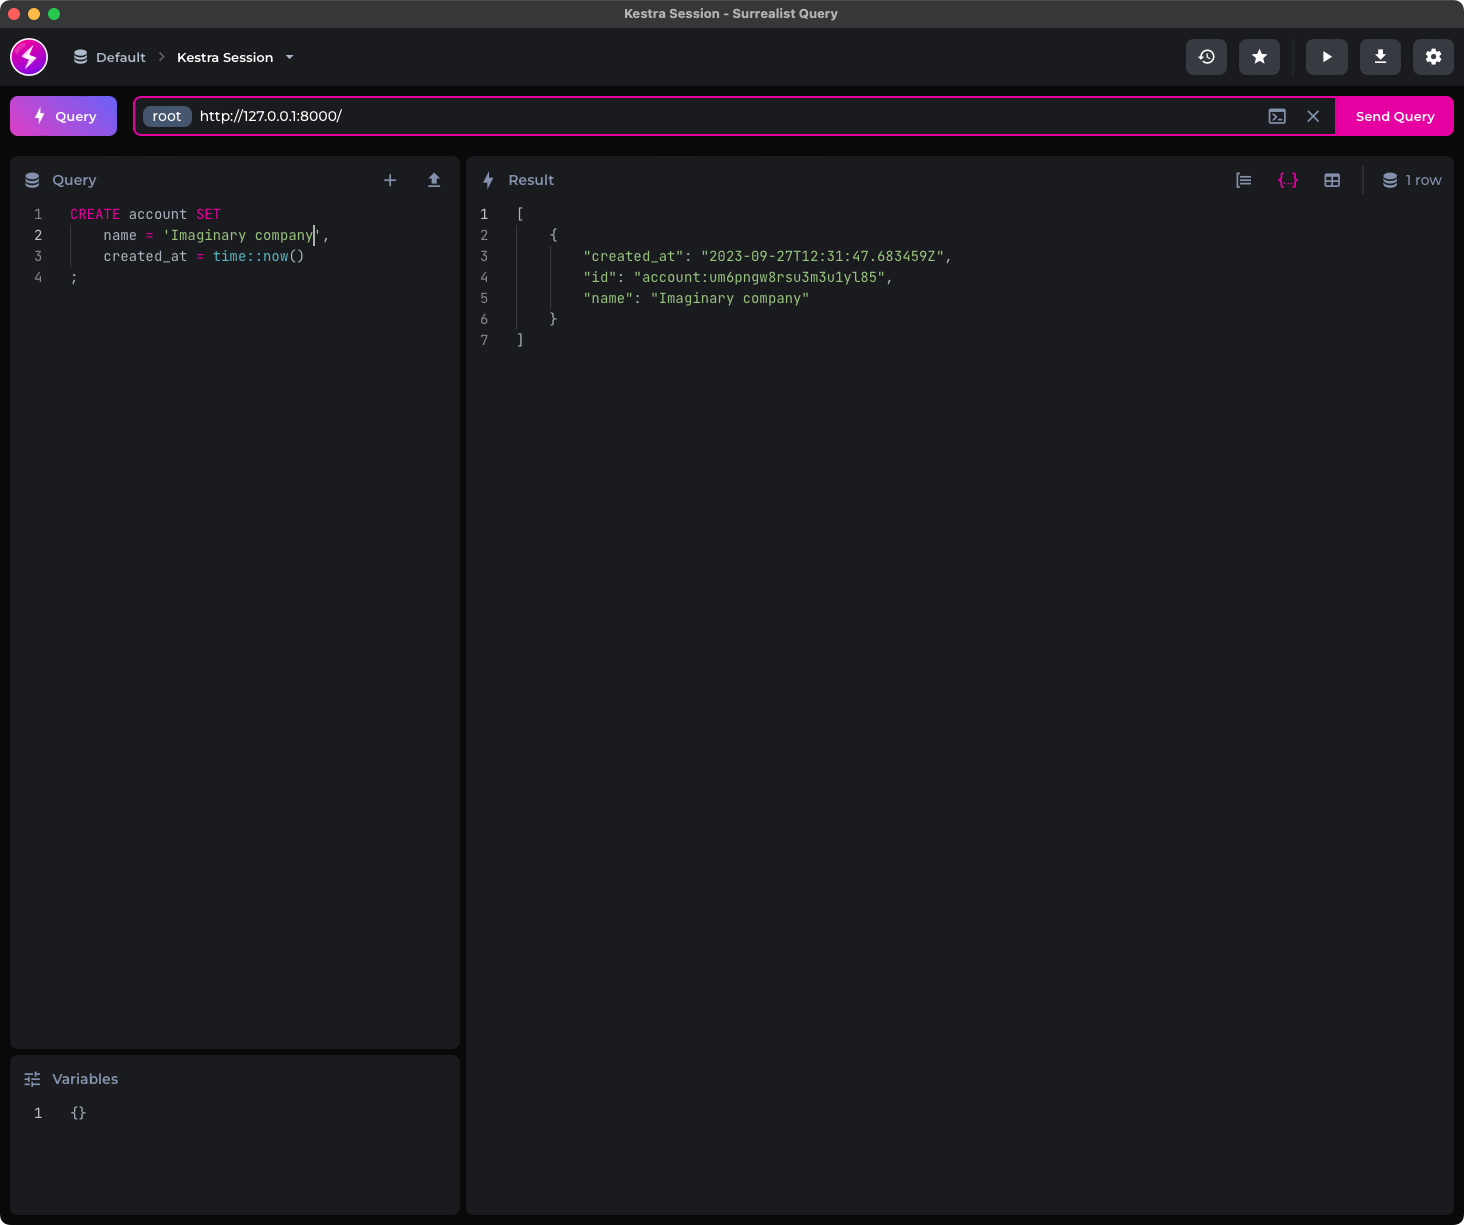 Kestra Session - Surrealist Query
Default > Kestra Session
Query
root http://127.0.0.1:8000/
Send Query
Query
1 CREATE account SET
2     name = 'Imaginary company',
3     created_at = time::now()
4 ;
Result
{...}
1 row
1 [
2     {
3         "created_at": "2023-09-27T12:31:47.683459Z",
4         "id": "account:um6pngw8rsu3m3u1yl85",
5         "name": "Imaginary company"
6     }
7 ]
Variables
1 {}